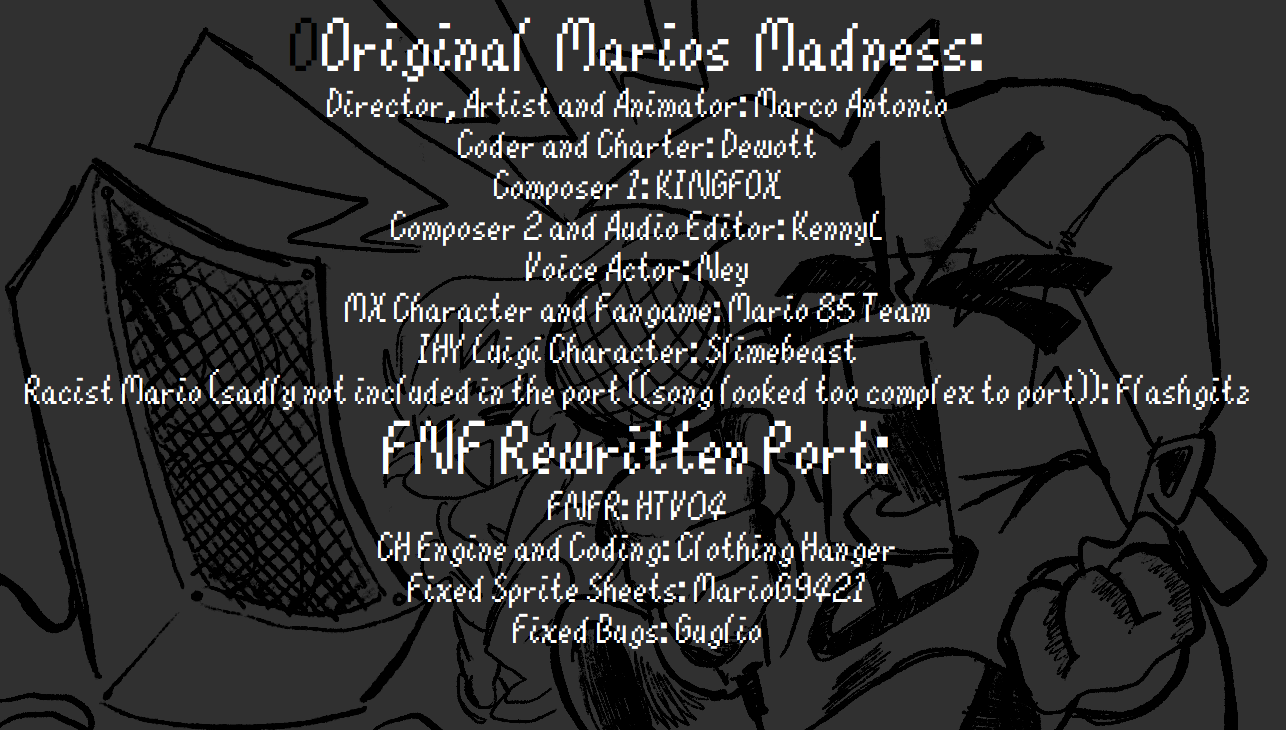 Original Marios Madness:
Director, Artist and Animator: Marco Antonio
Coder and Charter: Dewott
Composer 1: KINGFOX
Composer 2 and Audio Editor: KennyL
Voice Actor: Ney
MX Character and Fangame: Mario 85 Team
IHY Luigi Character: Slimebeast
Racist Mario (sadly not included in the port ((song looked too complex to port)): Flashgitz
FNF Rewritten Port:
FNFR: HTV04
CH Engine and Coding: Clothing Hanger
Fixed Sprite Sheets: Mario69421
Fixed Bugs: Guglio